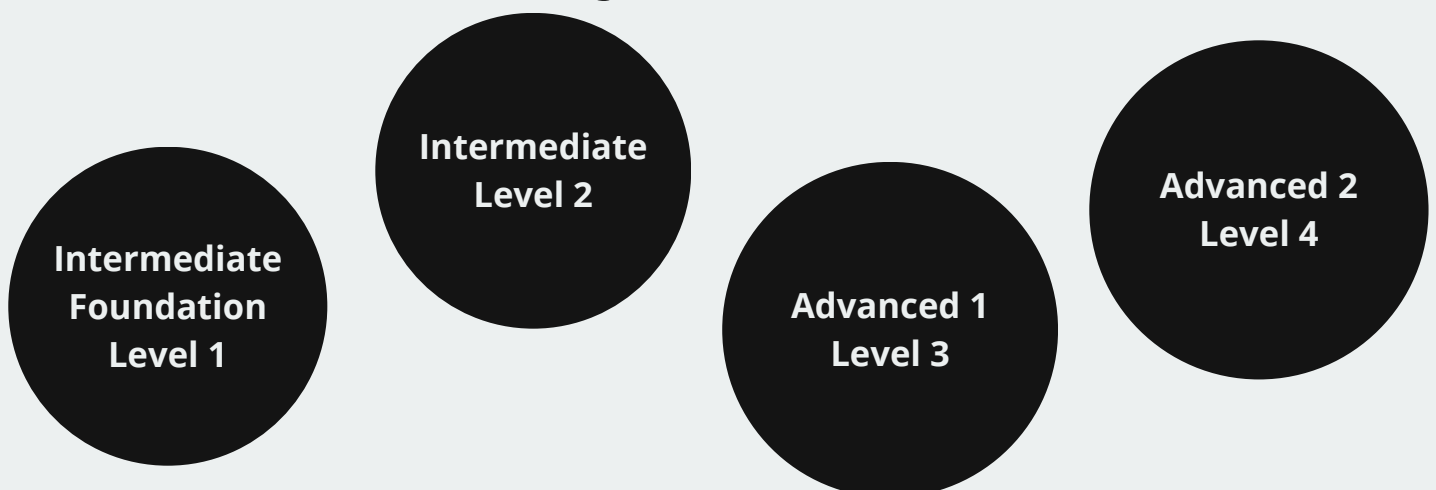 Intermediate
Foundation
Level 1
Intermediate
Level 2
Advanced 1
Level 3
Advanced 2
Level 4